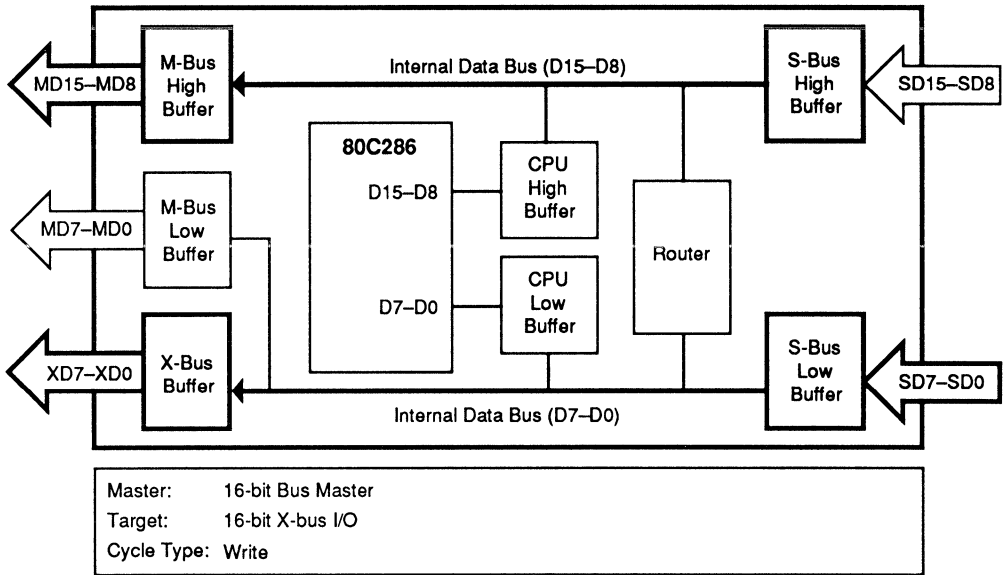 MD15–MD8
M-Bus
High
Buffer
Internal Data Bus (D15–D8)
S-Bus
High
Buffer
SD15–SD8
80C286
D15–D8
CPU
High
Buffer
MD7–MD0
M-Bus
Low
Buffer
Router
D7–D0
CPU
Low
Buffer
XD7–XD0
X-Bus
Buffer
Internal Data Bus (D7–D0)
S-Bus
Low
Buffer
SD7–SD0
Master: 16-bit Bus Master
Target: 16-bit X-bus I/O
Cycle Type: Write